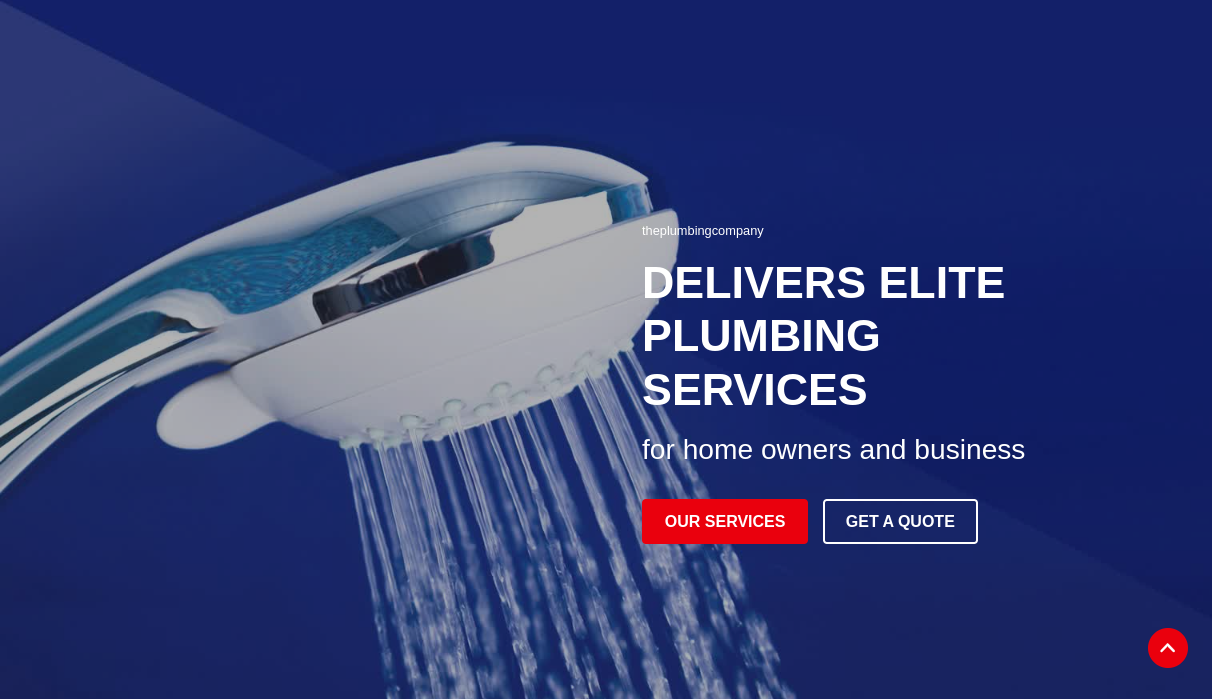 theplumbingcompany
DELIVERS ELITE
PLUMBING
SERVICES
for home owners and business
OUR SERVICES
GET A QUOTE